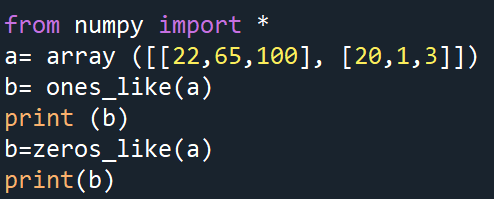 from numpy import *
a= array ([[22,65,100], [20,1,3]])
b= ones_like(a)
print (b)
b=zeros_like(a)
print(b)